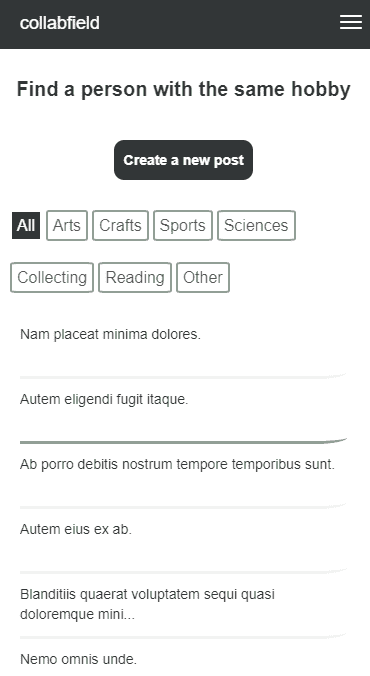 collabfield
Find a person with the same hobby
Create a new post
All Arts Crafts Sports Sciences
Collecting Reading Other
Nam placeat minima dolores.
Autem eligendi fugit itaque.
Ab porro debitis nostrum tempore temporibus sunt.
Autem eius ex ab.
Blanditiis quaerat voluptatem sequi quasi
doloremque mini...
Nemo omnis unde.